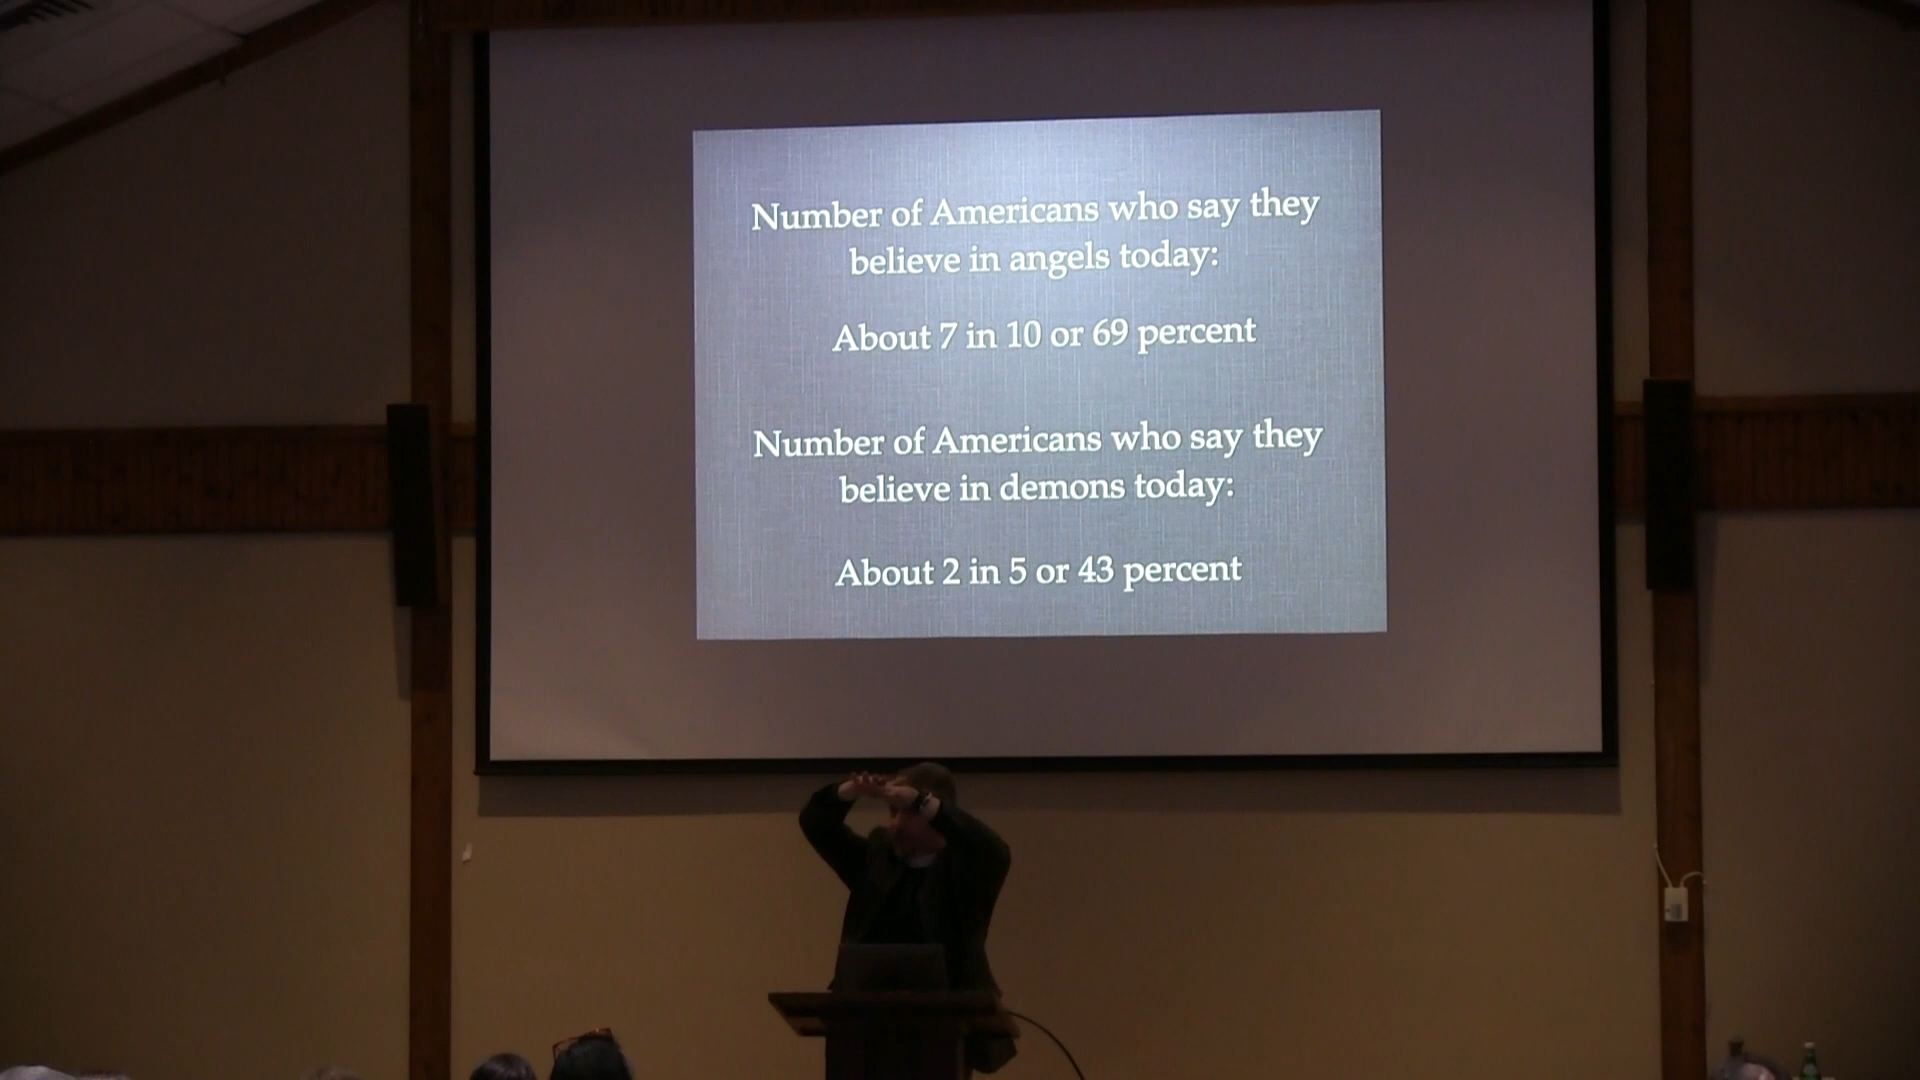 Number of Americans who say they
believe in angels today:
About 7 in 10 or 69 percent
Number of Americans who say they
believe in demons today:
About 2 in 5 or 43 percent